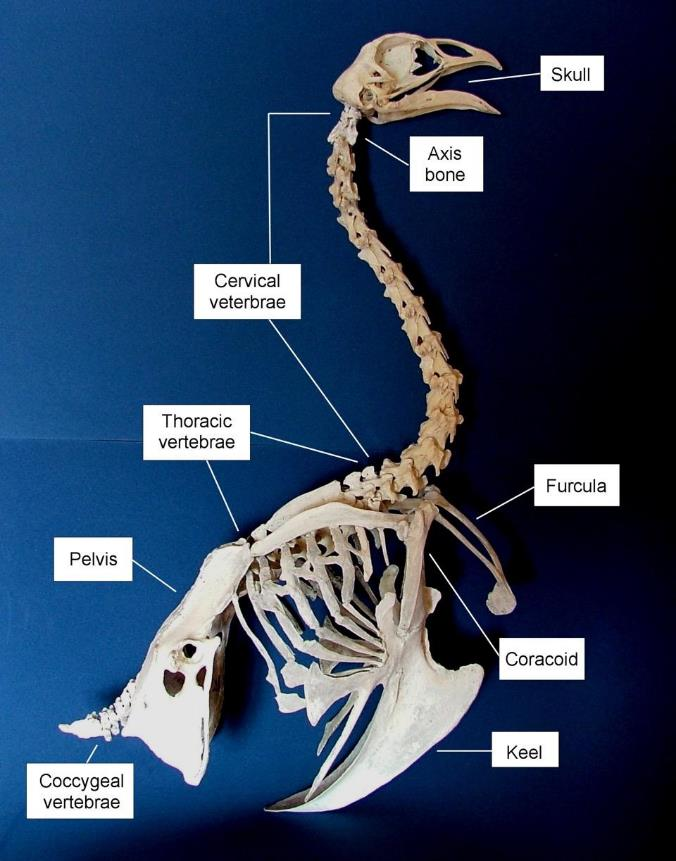 Skull
Axis
bone
Cervical
veterbrae
Thoracic
vertebrae
Furcula
Pelvis
Coracoid
Keel
Coccygeal
vertebrae